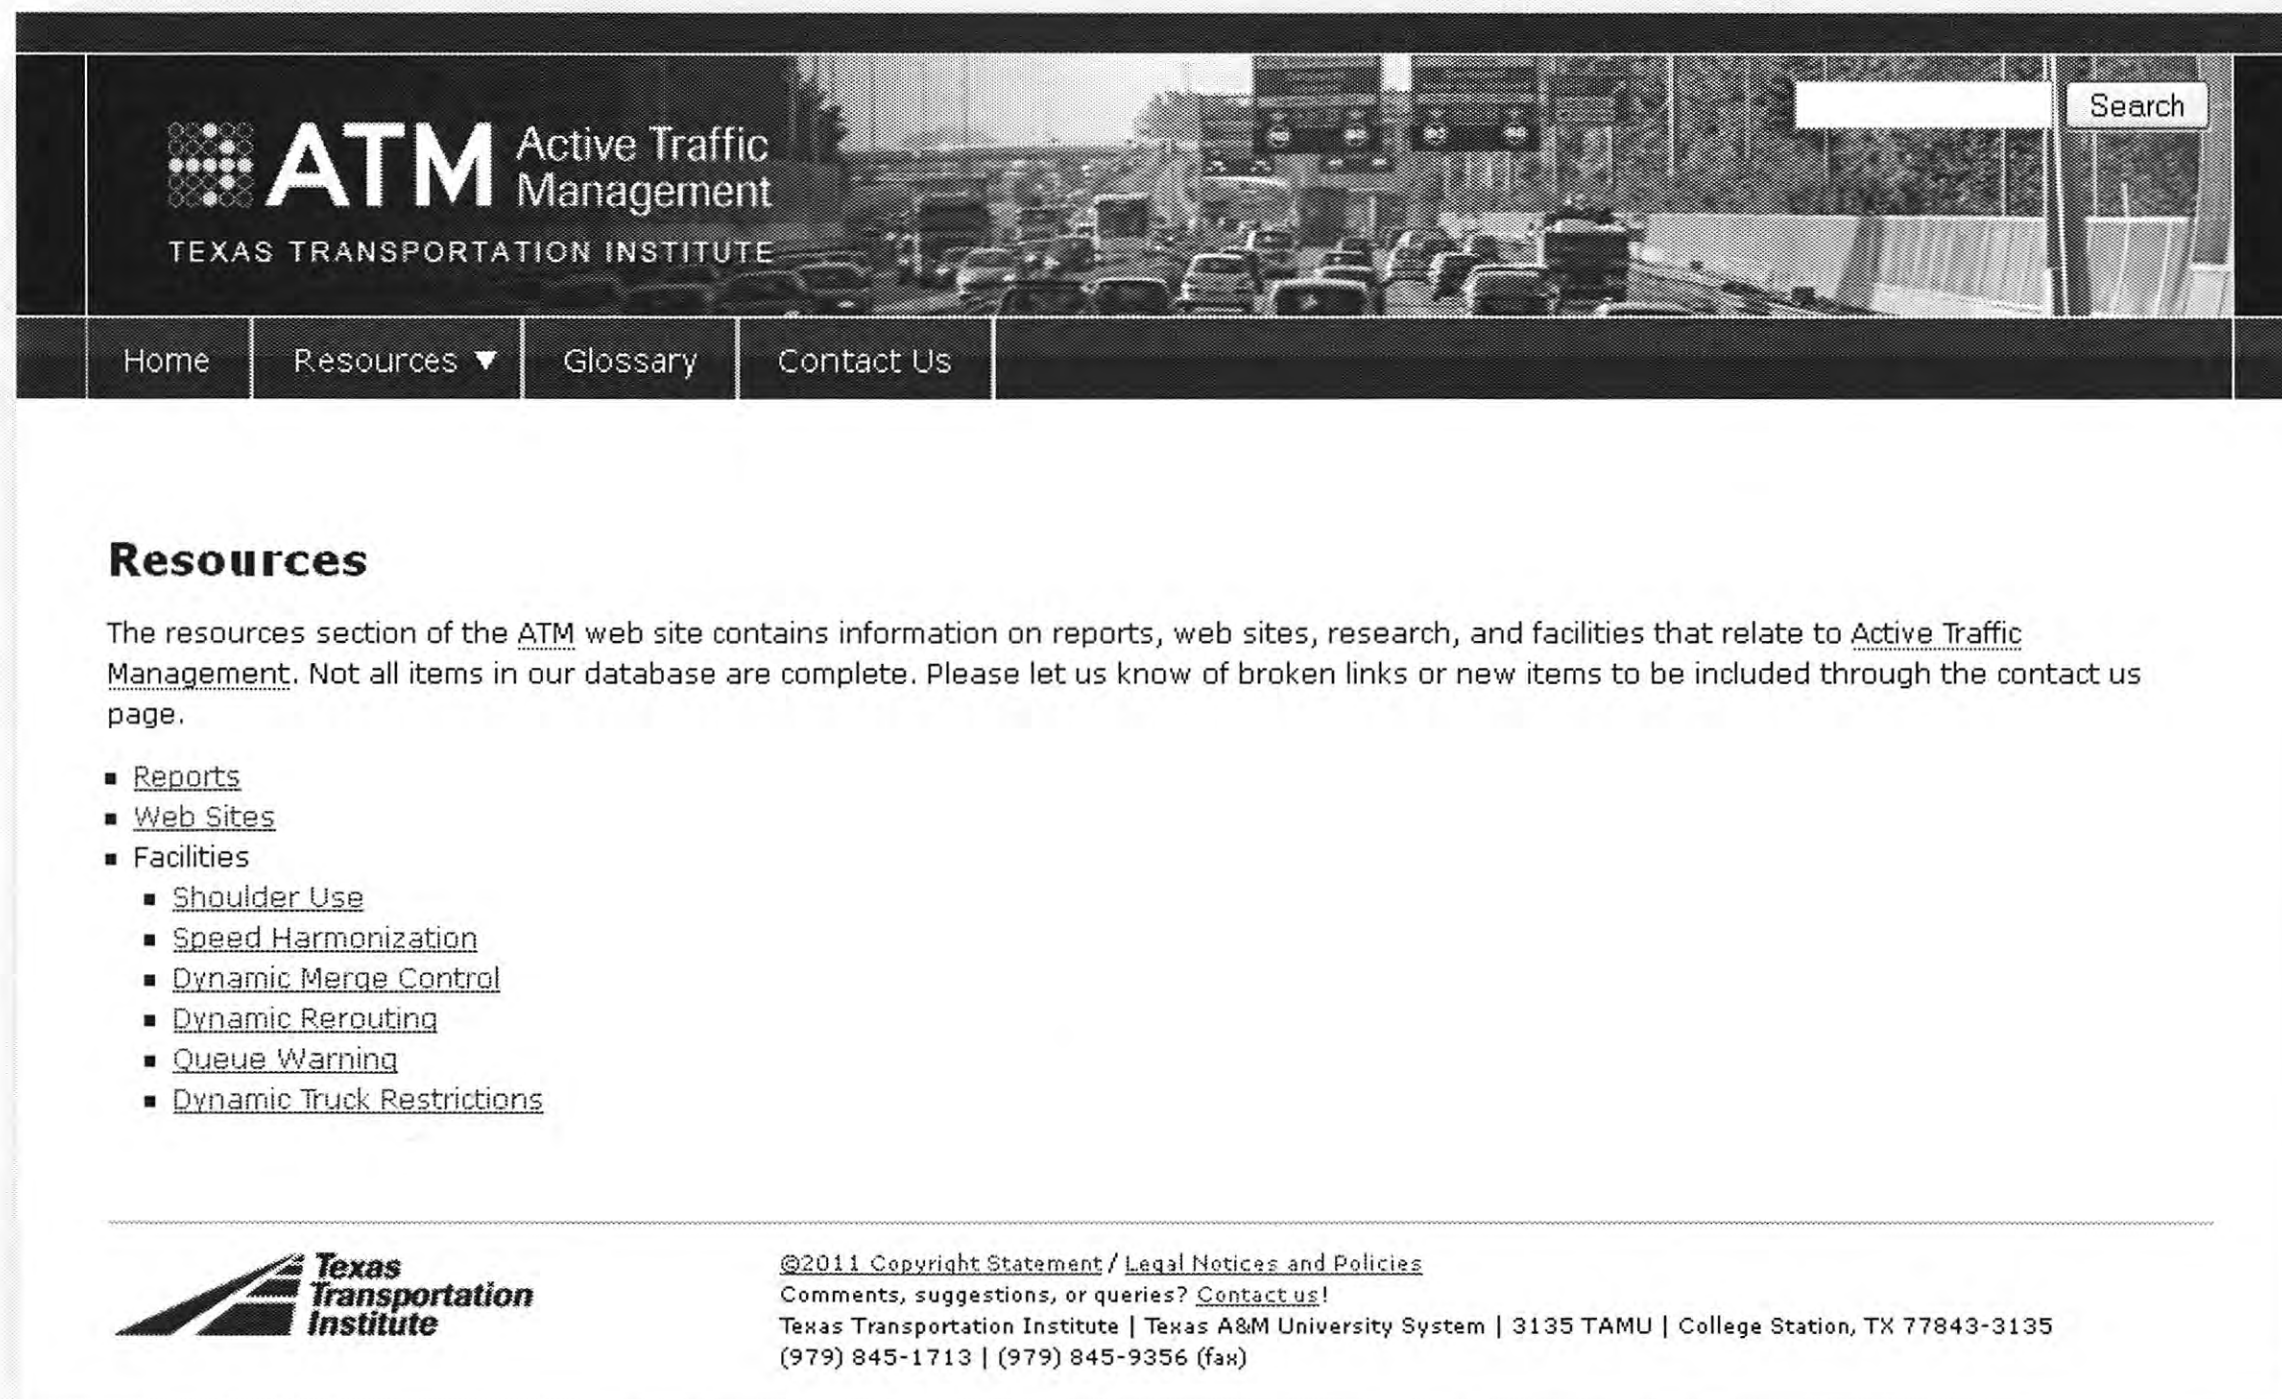 Search
ATM Active Traffic
Management
TEXAS TRANSPORTATION INSTITUTE
Home
Resources ▼
Glossary
Contact Us
Resources
The resources section of the ATM web site contains information on reports, web sites, research, and facilities that relate to Active Traffic
Management. Not all items in our database are complete. Please let us know of broken links or new items to be included through the contact us
page.
Reports
Web Sites
Facilities
Shoulder Use
Speed Harmonization
Dynamic Merge Control
Dynamic Rerouting
Queue Warning
Dynamic Truck Restrictions
Texas
Transportation
Institute
©2011 Copyright Statement / Legal Notices and Policies
Comments, suggestions, or queries? Contact us!
Texas Transportation Institute | Texas A&M University System | 3135 TAMU | College Station, TX 77843-3135
(979) 845-1713 | (979) 845-9356 (fax)